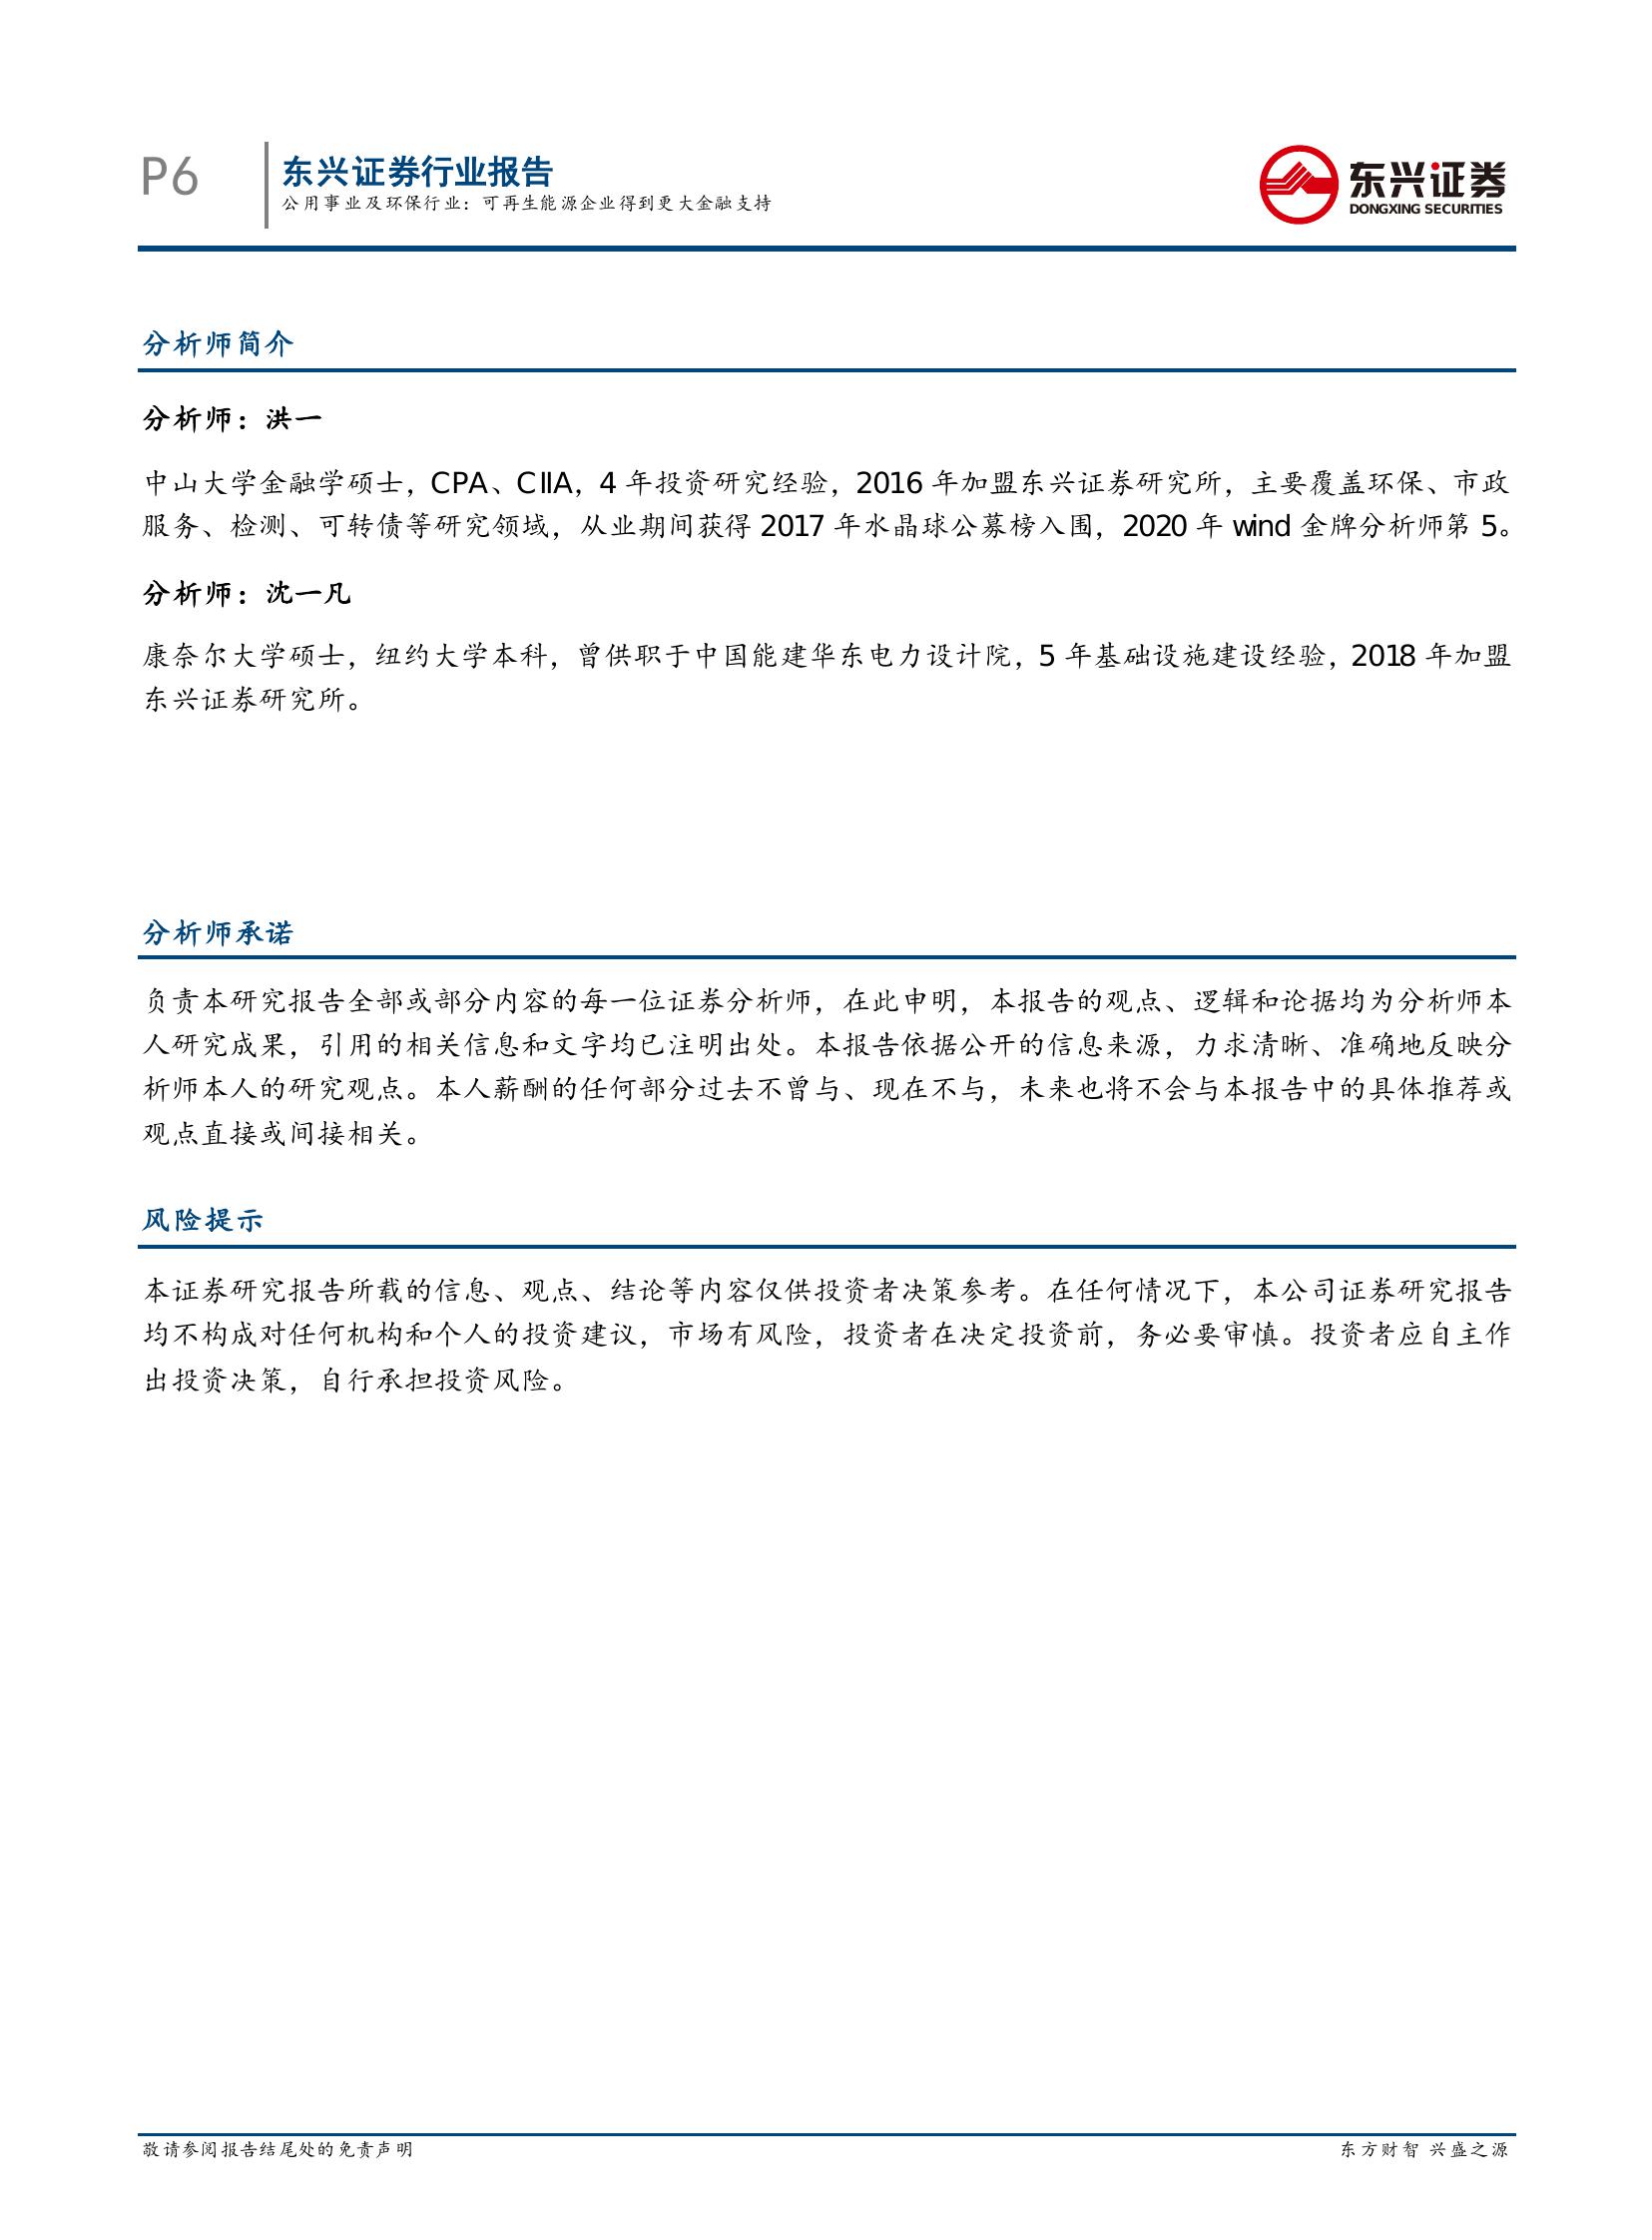 P6
东兴证券行业报告
公用事业及环保行业：可再生能源企业得到更大金融支持
东兴证券
DONGXING SECURITIES
分析师简介
分析师：洪一
中山大学金融学硕士，CPA、CIIA，4 年投资研究经验，2016 年加盟东兴证券研究所，主要覆盖环保、市政
服务、检测、可转债等研究领域，从业期间获得 2017 年水晶球公募榜入围，2020 年 wind 金牌分析师第 5。
分析师：沈一凡
康奈尔大学硕士，纽约大学本科，曾供职于中国能建华东电力设计院，5 年基础设施建设经验，2018 年加盟
东兴证券研究所。
分析师承诺
负责本研究报告全部或部分内容的每一位证券分析师，在此申明，本报告的观点、逻辑和论据均为分析师本
人研究成果，引用的相关信息和文字均已注明出处。本报告依据公开的信息来源，力求清晰、准确地反映分
析师本人的研究观点。本人薪酬的任何部分过去不曾与、现在不与，未来也将不会与本报告中的具体推荐或
观点直接或间接相关。
风险提示
本证券研究报告所载的信息、观点、结论等内容仅供投资者决策参考。在任何情况下，本公司证券研究报告
均不构成对任何机构和个人的投资建议，市场有风险，投资者在决定投资前，务必要审慎。投资者应自主作
出投资决策，自行承担投资风险。
敬请参阅报告结尾处的免责声明
东方财智 兴盛之源